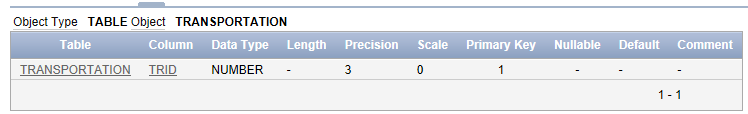 Object Type TABLE Object TRANSPORTATION
Table Column Data Type Length Precision Scale Primary Key Nullable Default Comment
TRANSPORTATION TRID NUMBER - 3 0 1 - - -
1 - 1